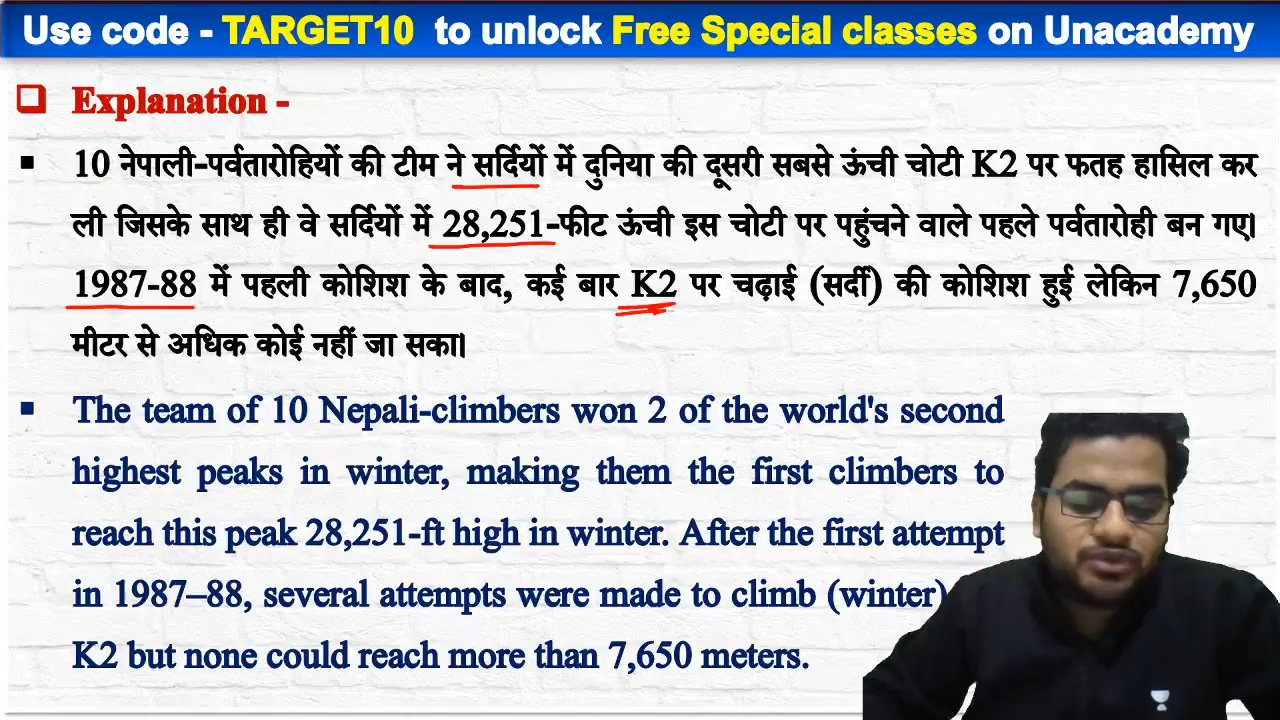 Use code - TARGET10 to unlock Free Special classes on Unacademy
Explanation -
10 नेपाली-पर्वतारोहियों की टीम ने सर्दियों में दुनिया की दूसरी सबसे ऊंची चोटी K2 पर फतह हासिल कर
ली जिसके साथ ही वे सर्दियों में 28,251-फीट ऊंची इस चोटी पर पहुंचने वाले पहले पर्वतारोही बन गए।
1987-88 में पहली कोशिश के बाद, कई बार K2 पर चढ़ाई (सर्दी) की कोशिश हुई लेकिन 7,650
मीटर से अधिक कोई नहीं जा सका।
The team of 10 Nepali-climbers won 2 of the world's second
highest peaks in winter, making them the first climbers to
reach this peak 28,251-ft high in winter. After the first attempt
in 1987–88, several attempts were made to climb (winter)
K2 but none could reach more than 7,650 meters.